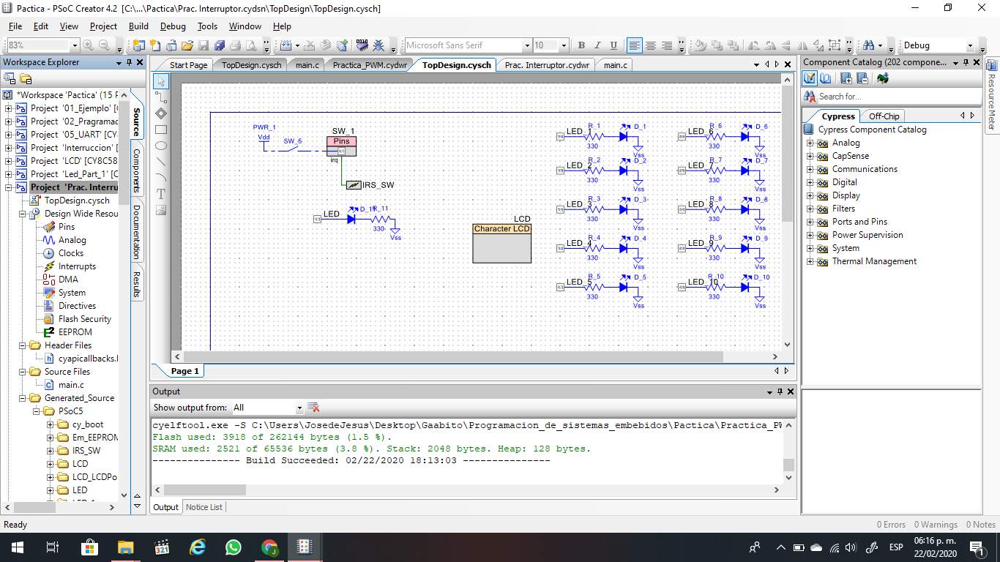 Pactica - PSoC Creator 4.2 [C:\...\Pactica\Prac. Interruptor.cydsn\TopDesign\TopDesign.cysch]
File Edit View Project Build Debug Tools Window Help
83% Microsoft Sans Serif 10 B I U Debug
Workspace Explorer
*Workspace 'Pactica' (15 P
Project '01_Ejemplo' [C
Project '02_Pragramac
Project '05_UART' [CY
Project 'Interruccion' [
Project 'LCD' [CY8C58
Project 'Led_Part_1' [C
Project 'Prac. Interru
TopDesign.cysch
Design Wide Resou
Pins
Analog
Clocks
Interrupts
DMA
System
Directives
Flash Security
EEPROM
Header Files
cyapicallbacks.l
Source Files
main.c
Generated_Source
PSoC5
cy_boot
Em_EEPROM
IRS_SW
LCD
LCD_LCDPo
LED
Source
Components
Documentation
Results
Start Page TopDesign.cysch main.c Practica_PWM.cydwr TopDesign.cysch Prac. Interruptor.cydwr main.c
PWR_1
Vdd
SW_5
SW_1
Pins
irq
IRS_SW
LED D_11 R_11
330
Vss
LCD
Character LCD
LED_1 R_1 D_1
330
Vss
LED_2 R_2 D_2
330
Vss
LED_3 R_3 D_3
330
Vss
LED_4 R_4 D_4
330
Vss
LED_5 R_5 D_5
330
Vss
LED_6 R_6 D_6
330
Vss
LED_7 R_7 D_7
330
Vss
LED_8 R_8 D_8
330
Vss
LED_9 R_9 D_9
330
Vss
LED_10 R_10 D_10
330
Vss
Page 1
Component Catalog (202 compone...
Search for...
Cypress Off-Chip
Cypress Component Catalog
Analog
CapSense
Communications
Digital
Display
Filters
Ports and Pins
Power Supervision
System
Thermal Management
Resource Meter
Output
Show output from: All
cyelftool.exe -S C:\Users\JosedeJesus\Desktop\Gaabito\Programacion_de_sistemas_embebidos\Pactica\Practica_PW
Flash used: 3918 of 262144 bytes (1.5 %).
SRAM used: 2521 of 65536 bytes (3.8 %). Stack: 2048 bytes. Heap: 128 bytes.
--------------- Build Succeeded: 02/22/2020 18:13:03 ---------------
Output Notice List
Ready 0 Errors 0 Warnings 0 Notes
321 ESP 06:16 p. m.
22/02/2020
1